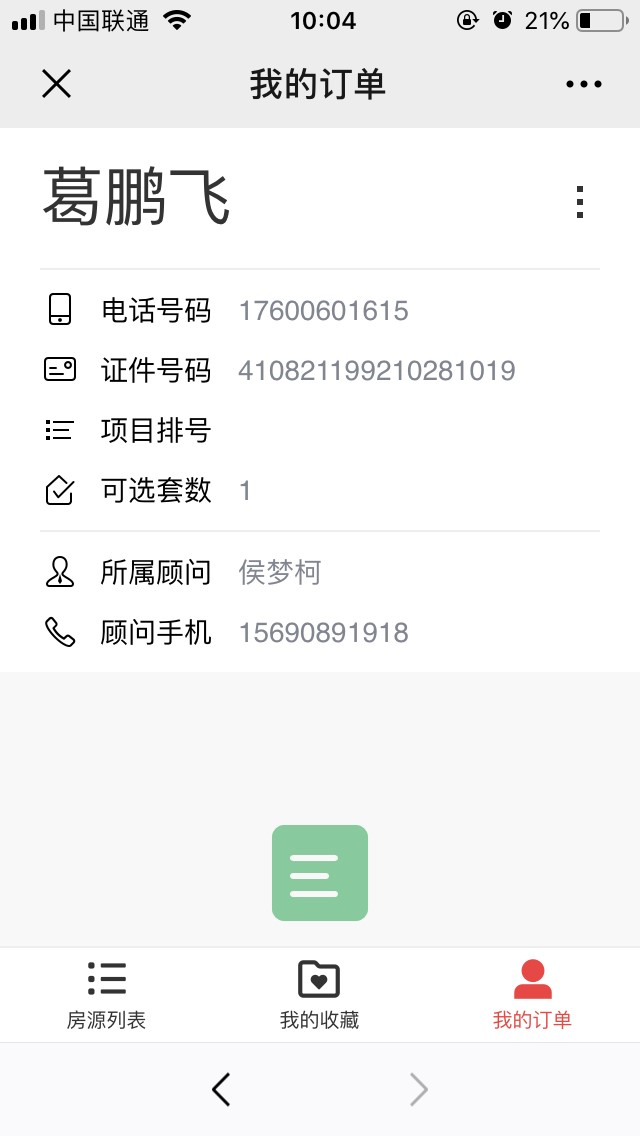 中国联通 10:04 21%
我的订单
葛鹏飞
电话号码 17600601615
证件号码 410821199210281019
项目排号
可选套数 1
所属顾问 侯梦柯
顾问手机 15690891918
房源列表 我的收藏 我的订单